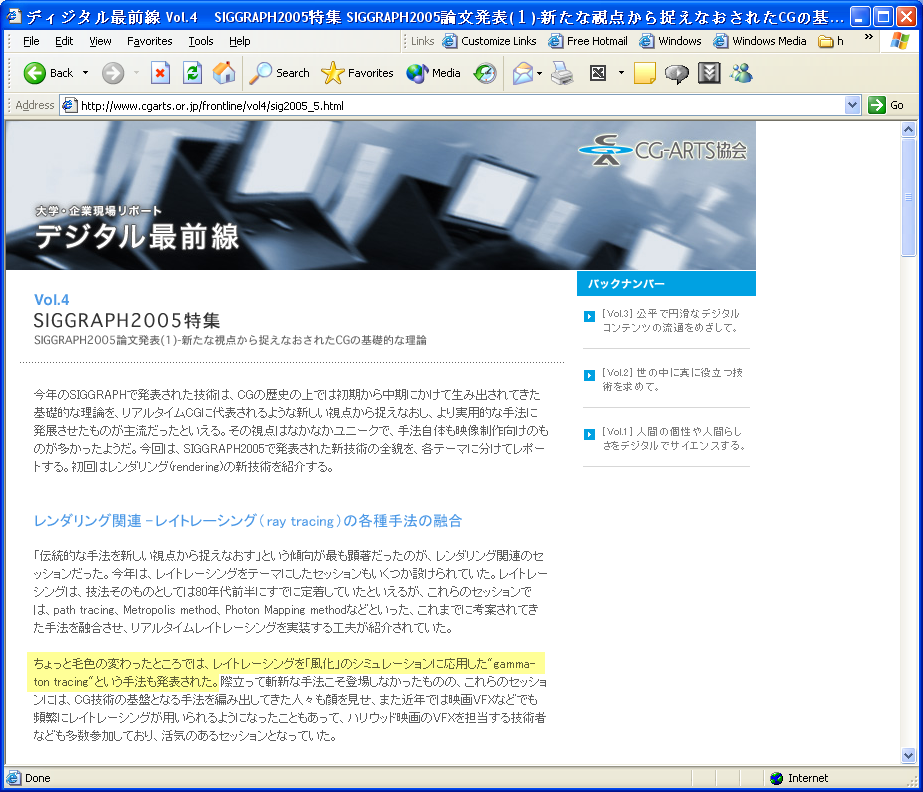 ディジタル最前線 Vol.4 SIGGRAPH2005特集 SIGGRAPH2005論文発表(1)-新たな視点から捉えなおされたCGの基...
File Edit View Favorites Tools Help Links Customize Links Free Hotmail Windows Windows Media h »
Back Search Favorites Media
Address http://www.cgarts.or.jp/frontline/vol4/sig2005_5.html Go
CG-ARTS協会
大学・企業現場リポート
デジタル最前線
Vol.4
SIGGRAPH2005特集
SIGGRAPH2005論文発表(1)-新たな視点から捉えなおされたCGの基礎的な理論
今年のSIGGRAPHで発表された技術は、CGの歴史の上では初期から中期にかけて生み出されてきた
基礎的な理論を、リアルタイムCGに代表されるような新しい視点から捉えなおし、より実用的な手法に
発展させたものが主流だったといえる。その視点はなかなかユニークで、手法自体も映像制作向けのも
のが多かったようだ。今回は、SIGGRAPH2005で発表された新技術の全貌を、各テーマに分けてレポー
トする。初回はレンダリング(rendering)の新技術を紹介する。
レンダリング関連－レイトレーシング（ray tracing）の各種手法の融合
「伝統的な手法を新しい視点から捉えなおす」という傾向が最も顕著だったのが、レンダリング関連のセ
ッションだった。今年は、レイトレーシングをテーマにしたセッションもいくつか設けられていた。レイトレー
シングは、技法そのものとしては80年代前半にすでに定着していたといえるが、これらのセッションで
は、path tracing、Metropolis method、Photon Mapping methodなどといった、これまでに考案されてき
た手法を融合させ、リアルタイムレイトレーシングを実装する工夫が紹介されていた。
ちょっと毛色の変わったところでは、レイトレーシングを「風化」のシミュレーションに応用した"gamma-
ton tracing"という手法も発表された。際立って斬新な手法こそ登場しなかったものの、これらのセッショ
ンには、CG技術の基盤となる手法を編み出してきた人々も顔を見せ、また近年では映画VFXなどでも
頻繁にレイトレーシングが用いられるようになったこともあって、ハリウッド映画のVFXを担当する技術者
なども多数参加しており、活気のあるセッションとなっていた。
バックナンバー
[Vol.3] 公平で円滑なデジタル
コンテンツの流通をめざして。
[Vol.2] 世の中に真に役立つ技
術を求めて。
[Vol.1] 人間の個性や人間らし
さをデジタルでサイエンスする。
Done Internet